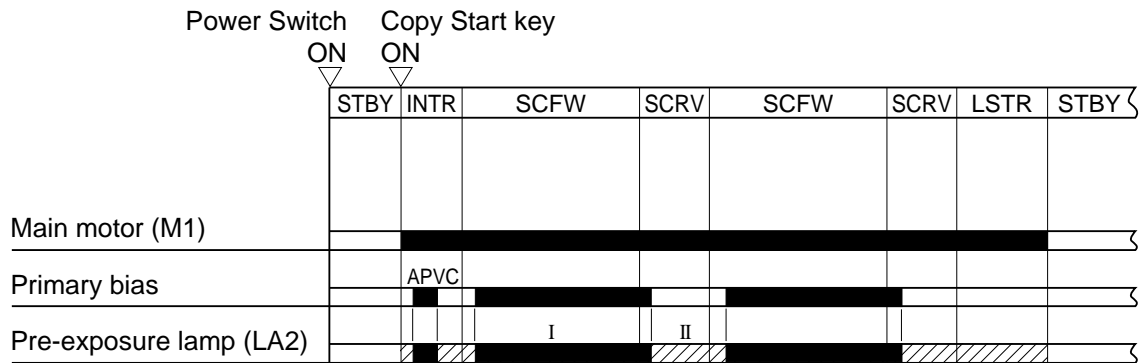 Power Switch Copy Start key
ON ON
STBY INTR SCFW SCRV SCFW SCRV LSTR STBY
Main motor (M1)
APVC
Primary bias
I II
Pre-exposure lamp (LA2)